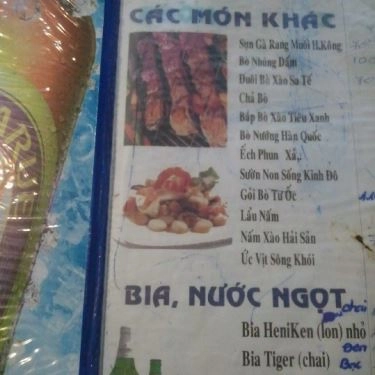 CÁC MÓN KHÁC
Sụn Gà Rang Muối H.Kông
Bò Nhúng Dấm
Đuôi Bò Xào Sa Tế
Chả Bò
Bắp Bò Xào Tiêu Xanh
Bò Nướng Hàn Quốc
Ếch Phun Xả,
Sườn Non Sống Kinh Đô
Gỏi Bò Tư Ốc
Lẩu Nấm
Nấm Xào Hải Sản
Ức Vịt Sông Khói
BIA, NƯỚC NGỌT
chai
Bia HeniKen (lon) nhỏ
Bia Tiger (chai)